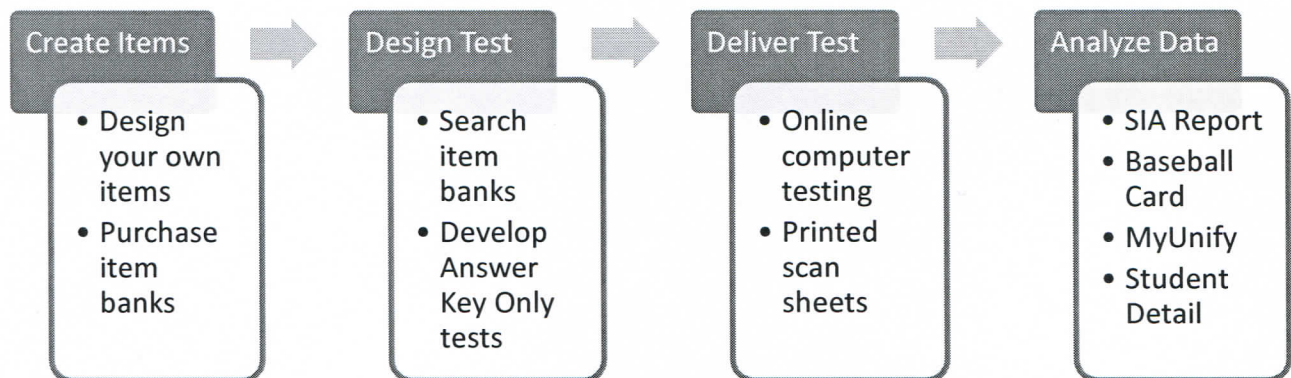 Create Items
• Design
your own
items
• Purchase
item
banks
Design Test
• Search
item
banks
• Develop
Answer
Key Only
tests
Deliver Test
• Online
computer
testing
• Printed
scan
sheets
Analyze Data
• SIA Report
• Baseball
Card
• MyUnify
• Student
Detail